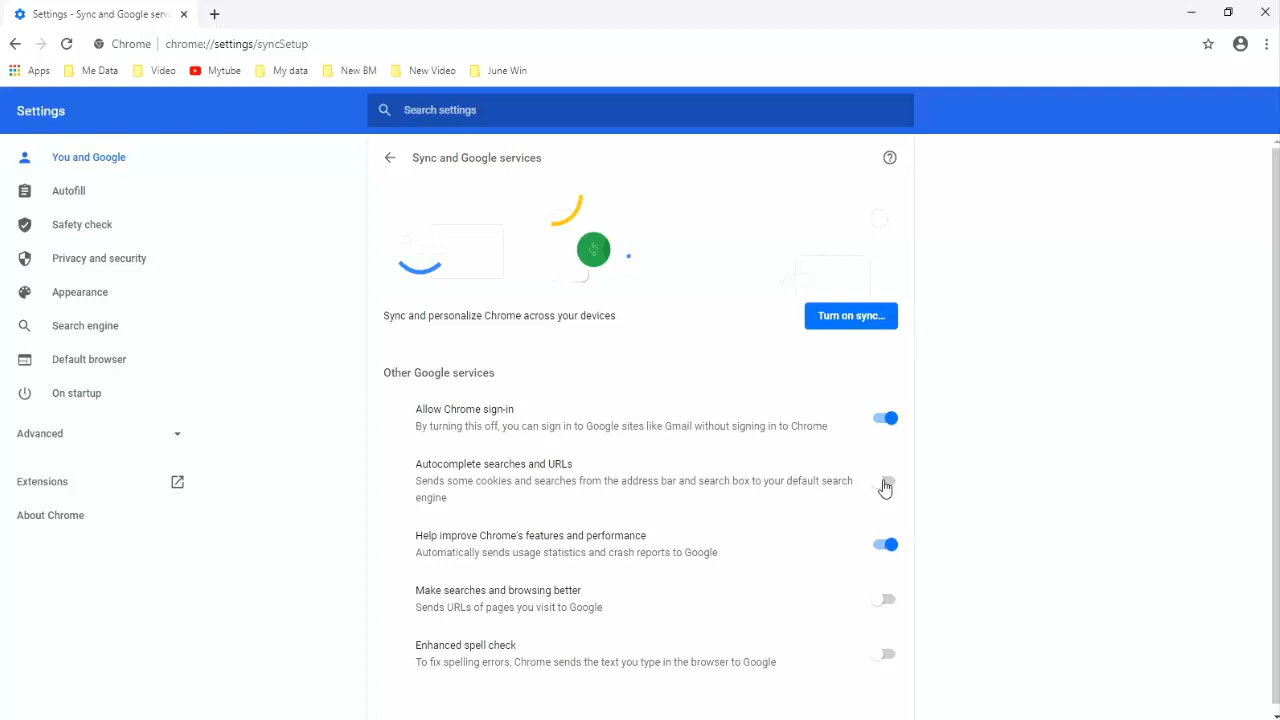 Settings - Sync and Google serv
Chrome
chrome://settings/syncSetup
Apps
Me Data
Video
Mytube
My data
New BM
New Video
June Win
Settings
Search settings
You and Google
Autofill
Safety check
Privacy and security
Appearance
Search engine
Default browser
On startup
Advanced
Extensions
About Chrome
Sync and Google services
Sync and personalize Chrome across your devices
Turn on sync...
Other Google services
Allow Chrome sign-in
By turning this off, you can sign in to Google sites like Gmail without signing in to Chrome
Autocomplete searches and URLs
Sends some cookies and searches from the address bar and search box to your default search
engine
Help improve Chrome's features and performance
Automatically sends usage statistics and crash reports to Google
Make searches and browsing better
Sends URLs of pages you visit to Google
Enhanced spell check
To fix spelling errors, Chrome sends the text you type in the browser to Google